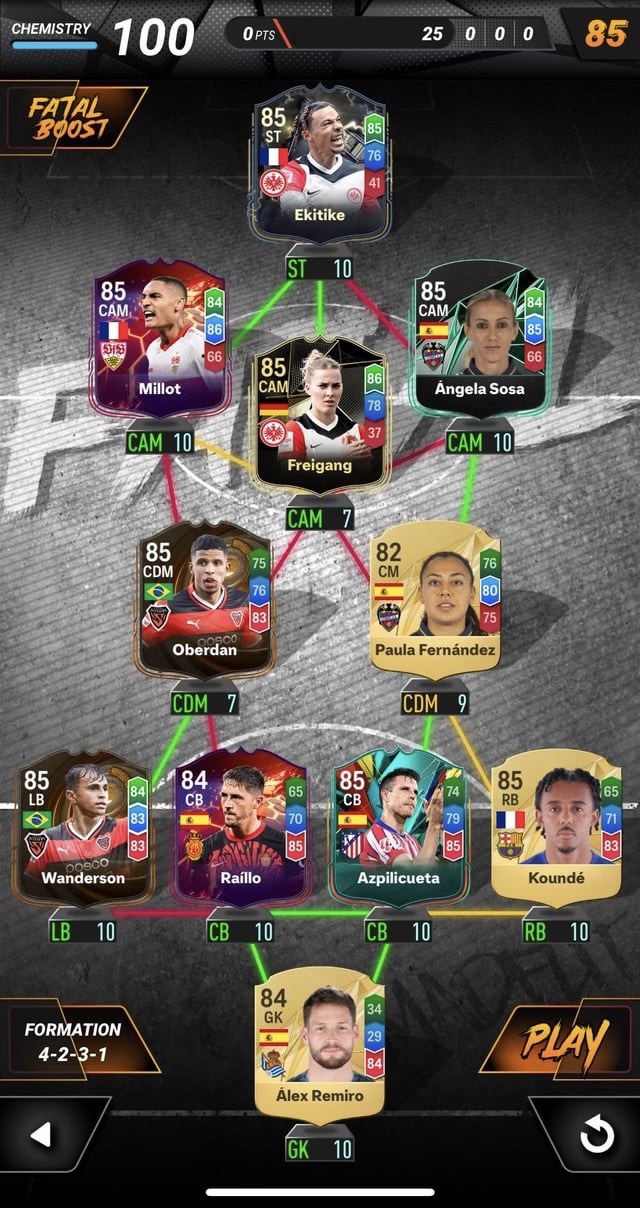 CHEMISTRY 100
0 PTS
25 0 0 0
85
FATAL
BOOST
85
ST
85
76
41
Ekitike
ST 10
85
CAM
84
86
66
Millot
CAM 10
85
CAM
84
85
66
Ángela Sosa
CAM 10
85
CAM
86
78
37
Freigang
CAM 7
85
CDM
75
76
83
Oberdan
CDM 7
82
CM
76
80
75
Paula Fernández
CDM 9
85
LB
84
83
83
Wanderson
LB 10
84
CB
65
70
85
Raíllo
CB 10
85
CB
74
79
85
Azpilicueta
CB 10
85
RB
65
71
83
Koundé
RB 10
84
GK
34
29
84
Álex Remiro
GK 10
FORMATION
4-2-3-1
PLAY